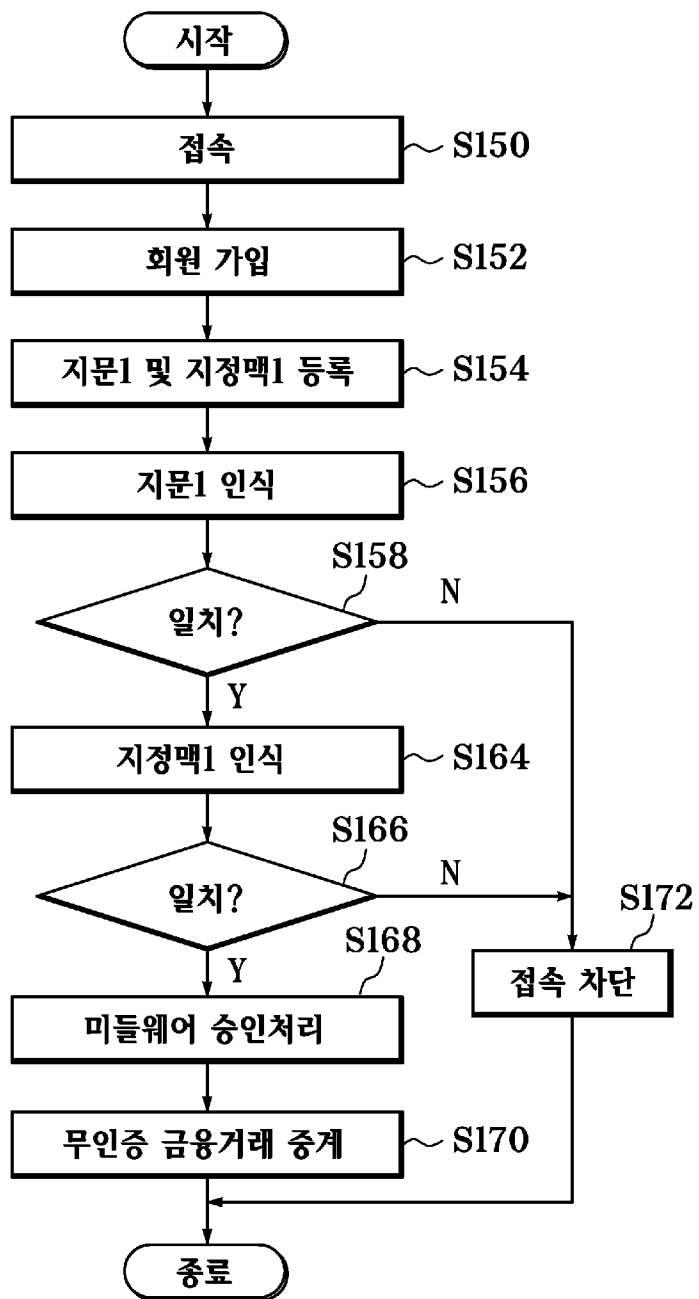 시작
접속
S150
회원 가입
S152
지문1 및 지정맥1 등록
S154
지문1 인식
S156
S158
일치?
N
Y
지정맥1 인식
S164
S166
일치?
N
Y
S168
미들웨어 승인처리
S172
접속 차단
무인증 금융거래 중계
S170
종료